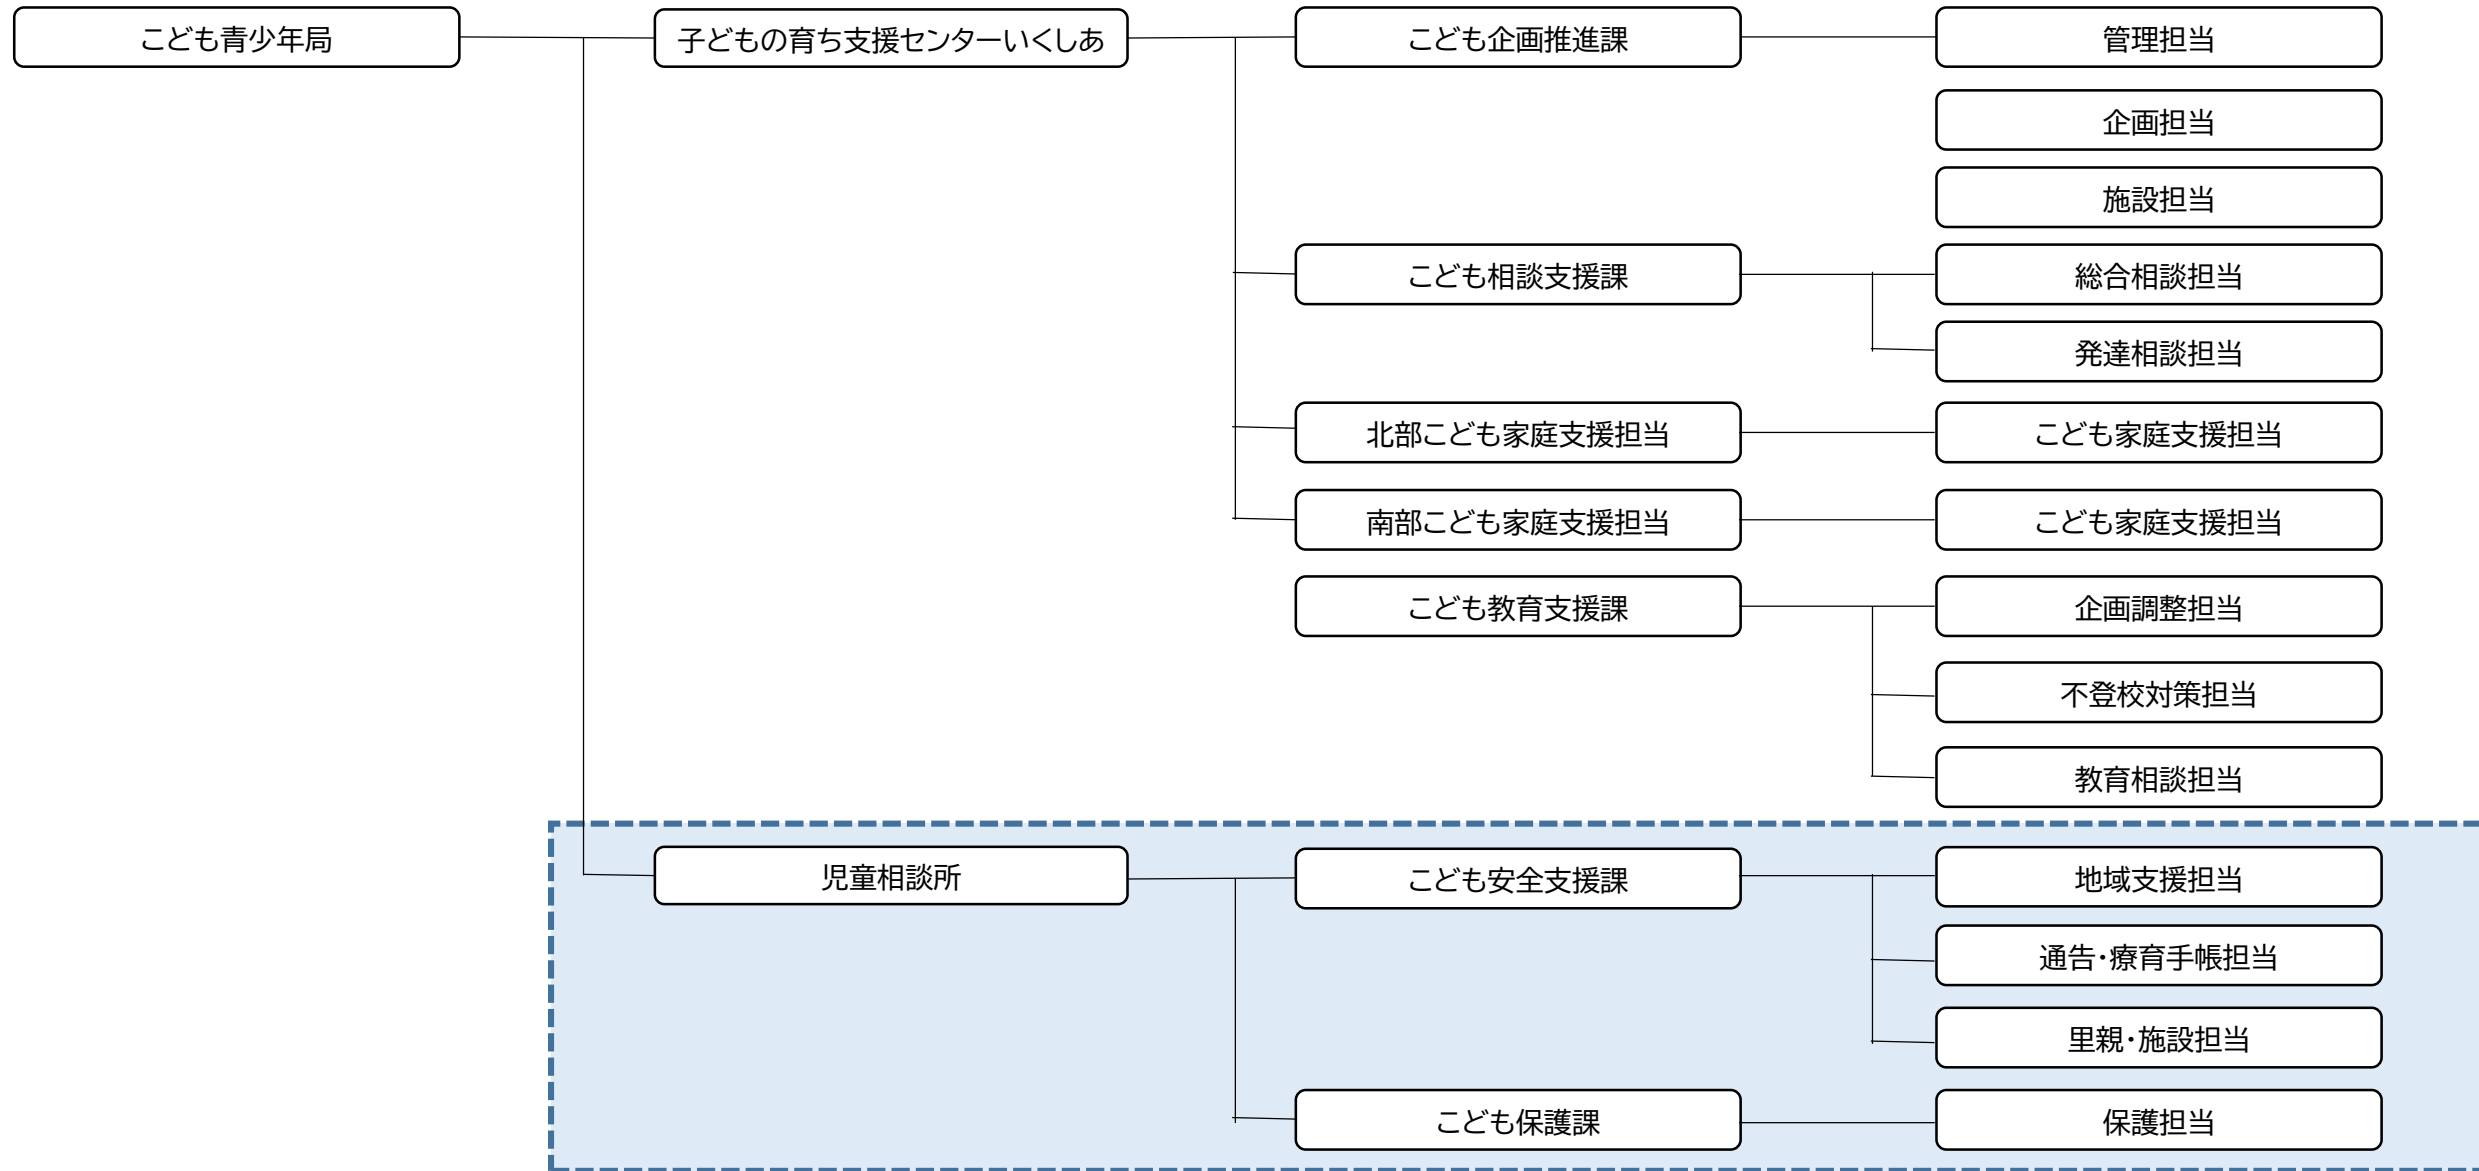 こども青少年局
子どもの育ち支援センターいくしあ
こども企画推進課
管理担当
企画担当
施設担当
こども相談支援課
総合相談担当
発達相談担当
北部こども家庭支援担当
こども家庭支援担当
南部こども家庭支援担当
こども家庭支援担当
こども教育支援課
企画調整担当
不登校対策担当
教育相談担当
児童相談所
こども安全支援課
地域支援担当
通告・療育手帳担当
里親・施設担当
こども保護課
保護担当